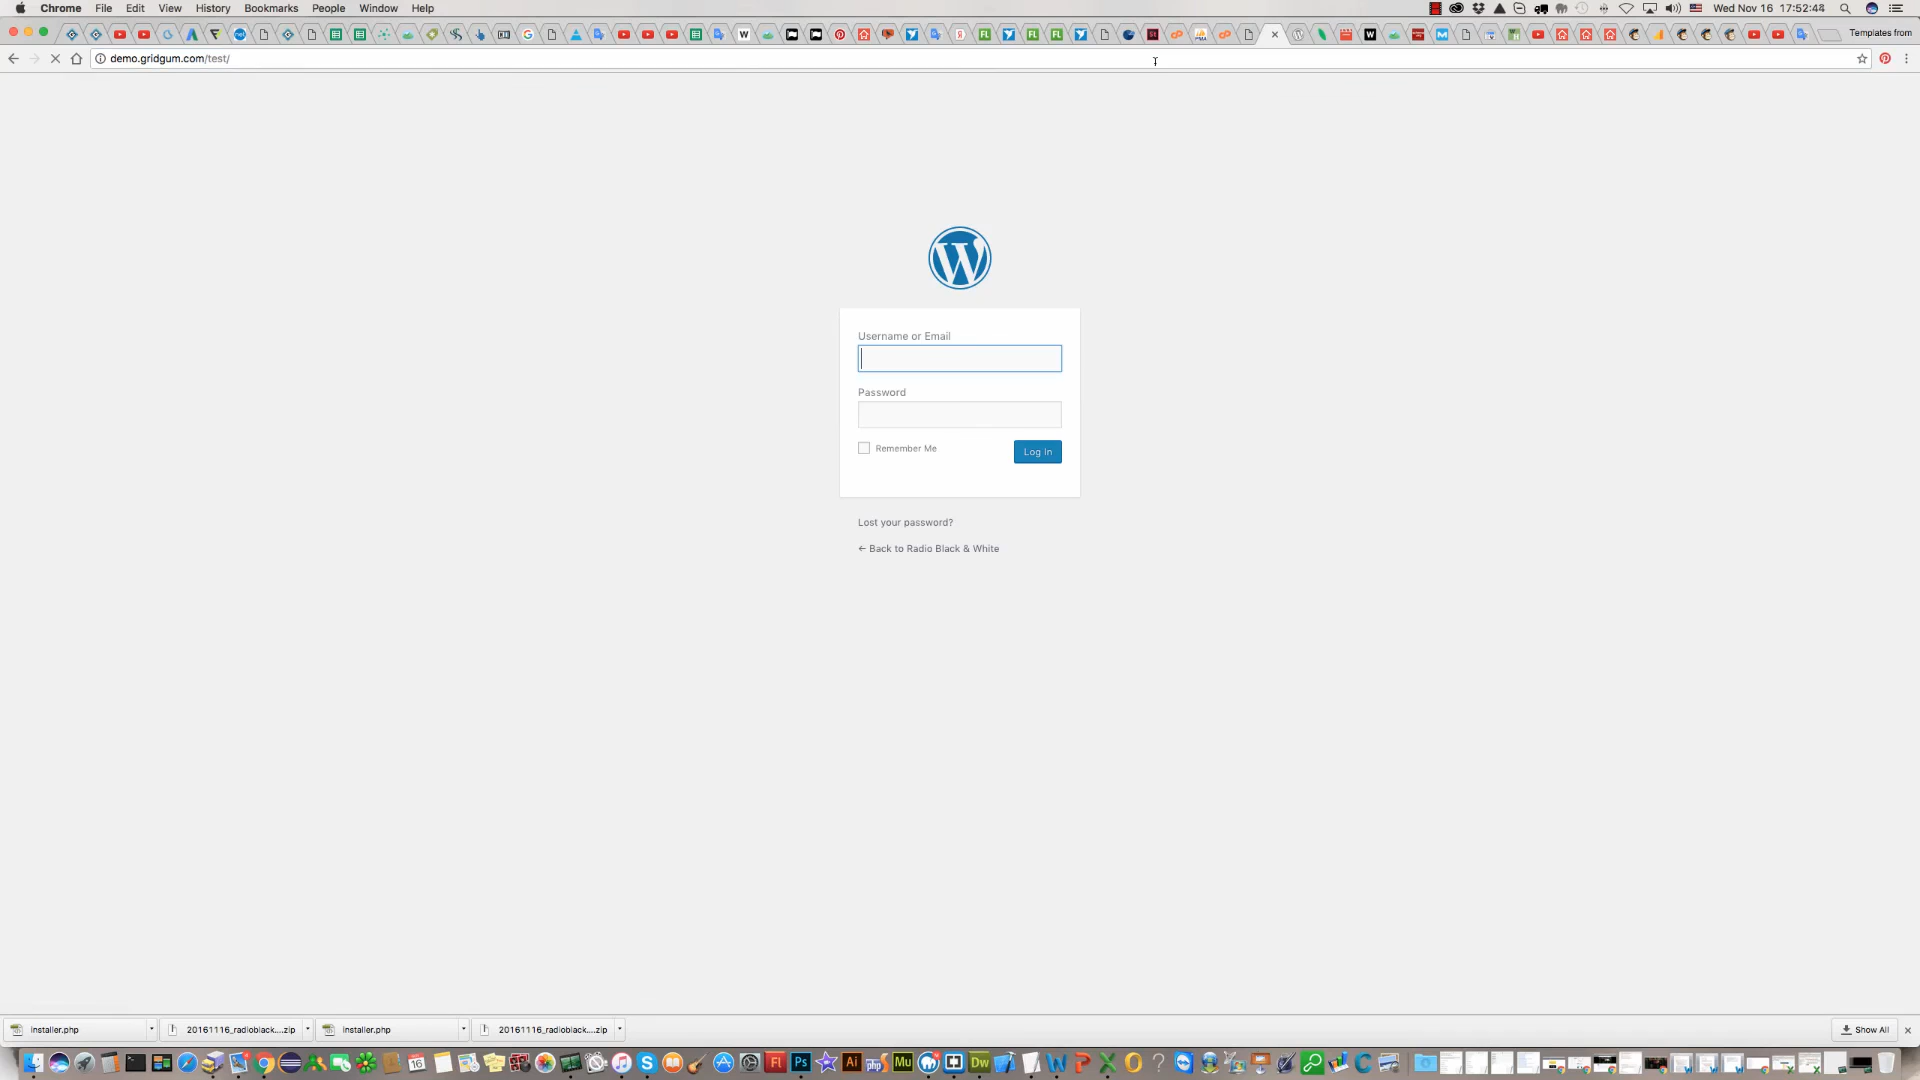 Chrome File Edit View History Bookmarks People Window Help Wed Nov 16 17:52:44
Templates from
demo.gridgum.com/test/
Username or Email
Password
Remember Me Log In
Lost your password?
← Back to Radio Black & White
installer.php 20161116_radioblack....zip installer.php 20161116_radioblack....zip Show All